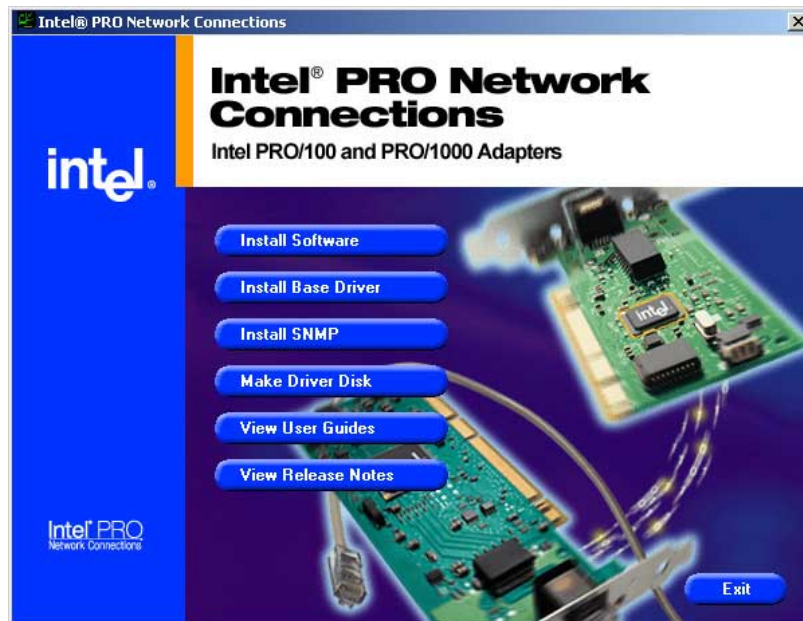 Intel® PRO Network Connections
Intel® PRO Network
Connections
Intel PRO/100 and PRO/1000 Adapters
intel®
Install Software
Install Base Driver
Install SNMP
Make Driver Disk
View User Guides
View Release Notes
intel
Intel® PRO
Network Connections
Exit